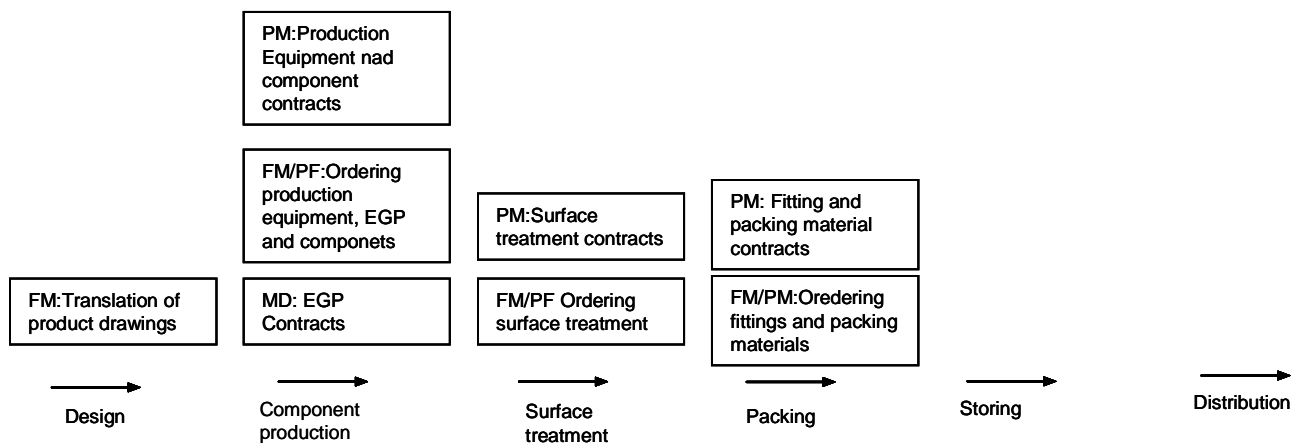 PM:Production
Equipment nad
component
contracts
FM/PF:Ordering
production
equipment, EGP
and componets
PM:Surface
treatment contracts
PM: Fitting and
packing material
contracts
FM:Translation of
product drawings
MD: EGP
Contracts
FM/PF Ordering
surface treatment
FM/PM:Oredering
fittings and packing
materials
Design
Component
production
Surface
treatment
Packing
Storing
Distribution